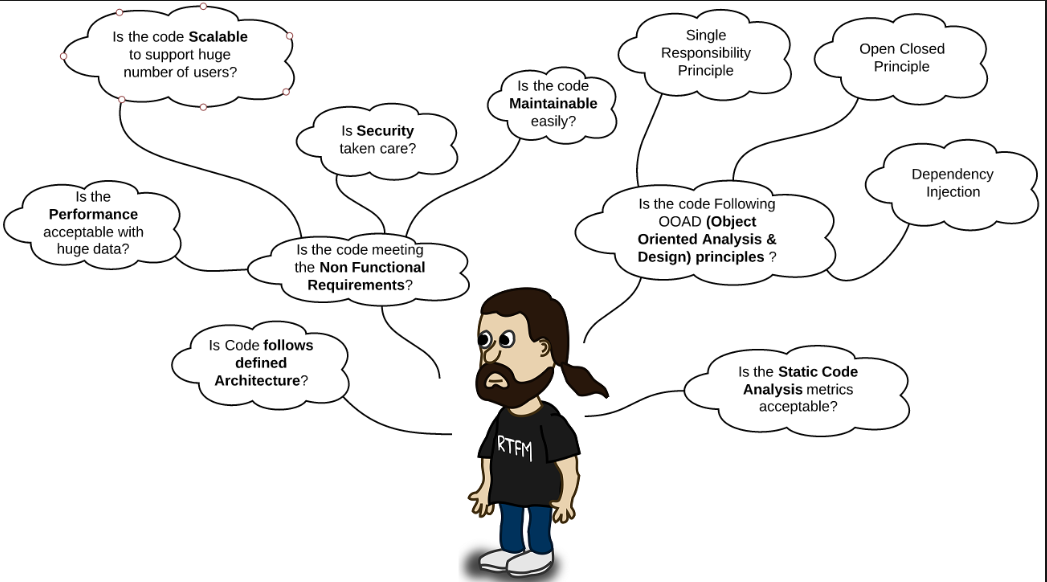 Is the code Scalable
to support huge
number of users?
Is Security
taken care?
Is the code
Maintainable
easily?
Single
Responsibility
Principle
Open Closed
Principle
Dependency
Injection
Is the
Performance
acceptable with
huge data?
Is the code meeting
the Non Functional
Requirements?
Is the code Following
OOAD (Object
Oriented Analysis &
Design) principles ?
Is Code follows
defined
Architecture?
Is the Static Code
Analysis metrics
acceptable?
RTFM